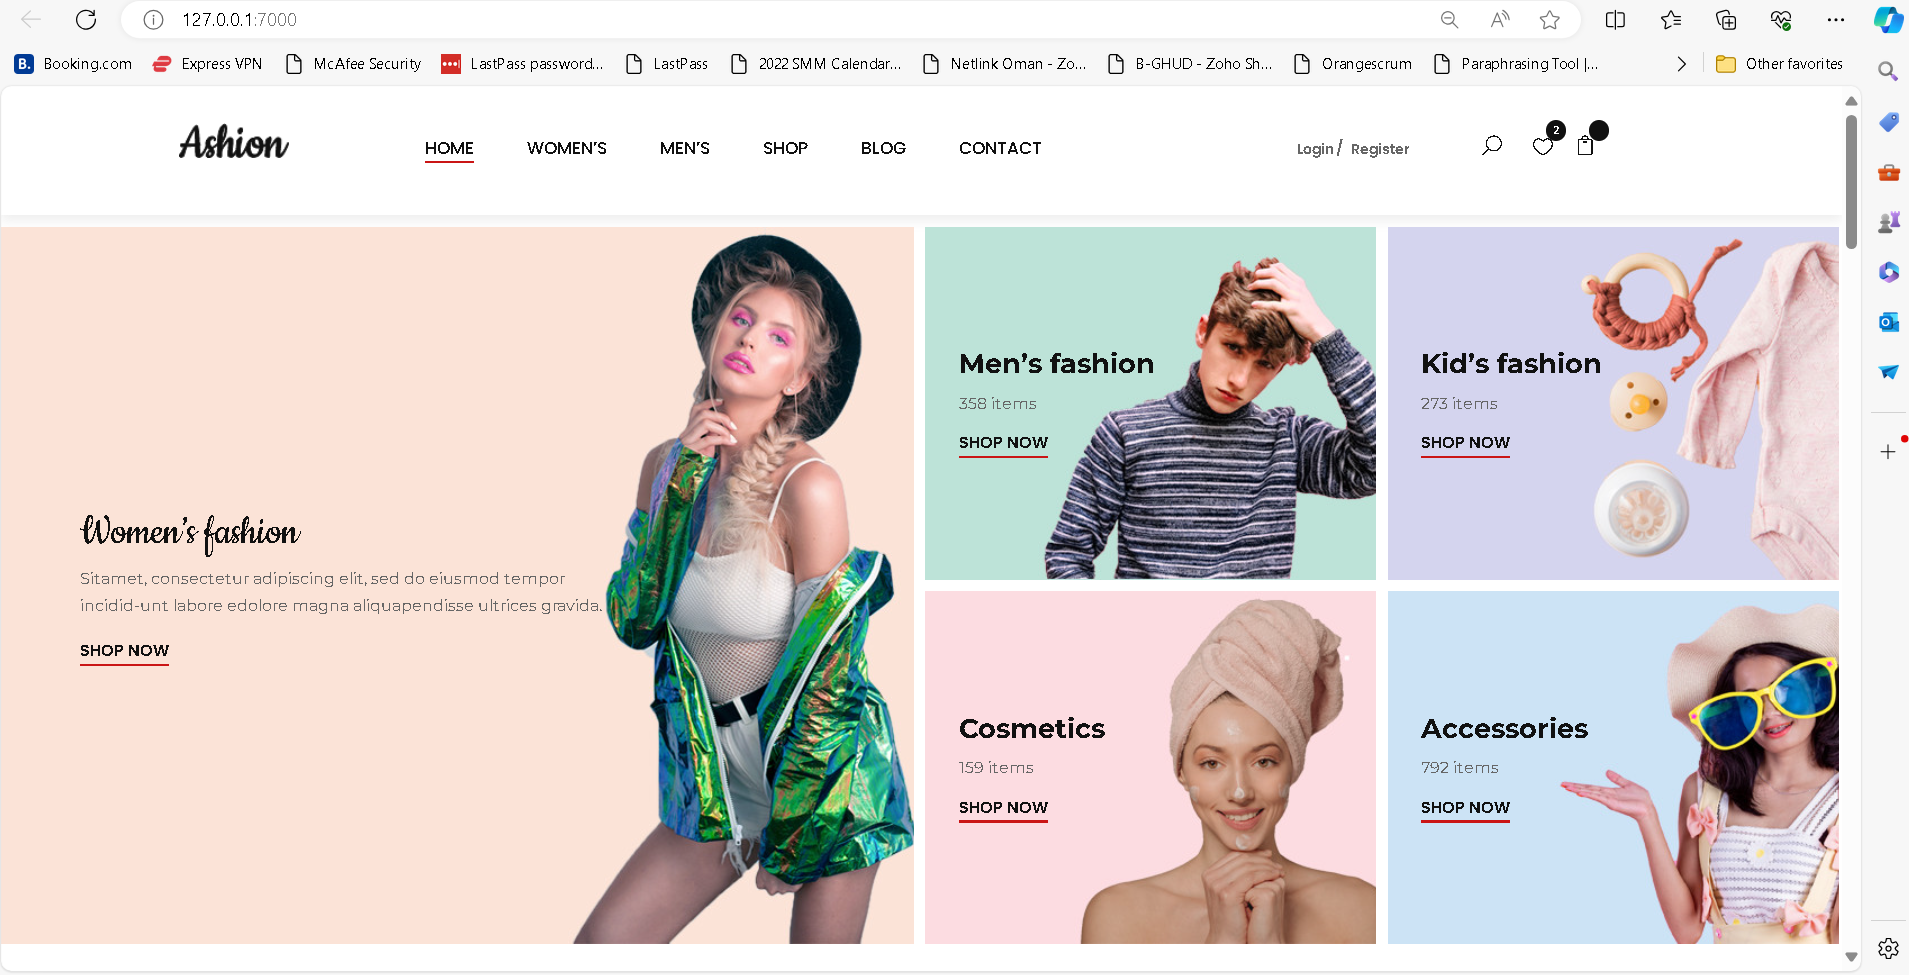 127.0.0.1:7000
Booking.com
Express VPN
McAfee Security
LastPass password...
LastPass
2022 SMM Calendar...
Netlink Oman - Zo...
B-GHUD - Zoho Sh...
Orangescrum
Paraphrasing Tool |...
Other favorites
Ashion
HOME
WOMEN'S
MEN'S
SHOP
BLOG
CONTACT
Login / Register
2
Women's fashion
Sitamet, consectetur adipiscing elit, sed do eiusmod tempor
incidid-unt labore edolore magna aliquapendisse ultrices gravida.
SHOP NOW
Men's fashion
358 items
SHOP NOW
Kid's fashion
273 items
SHOP NOW
Cosmetics
159 items
SHOP NOW
Accessories
792 items
SHOP NOW